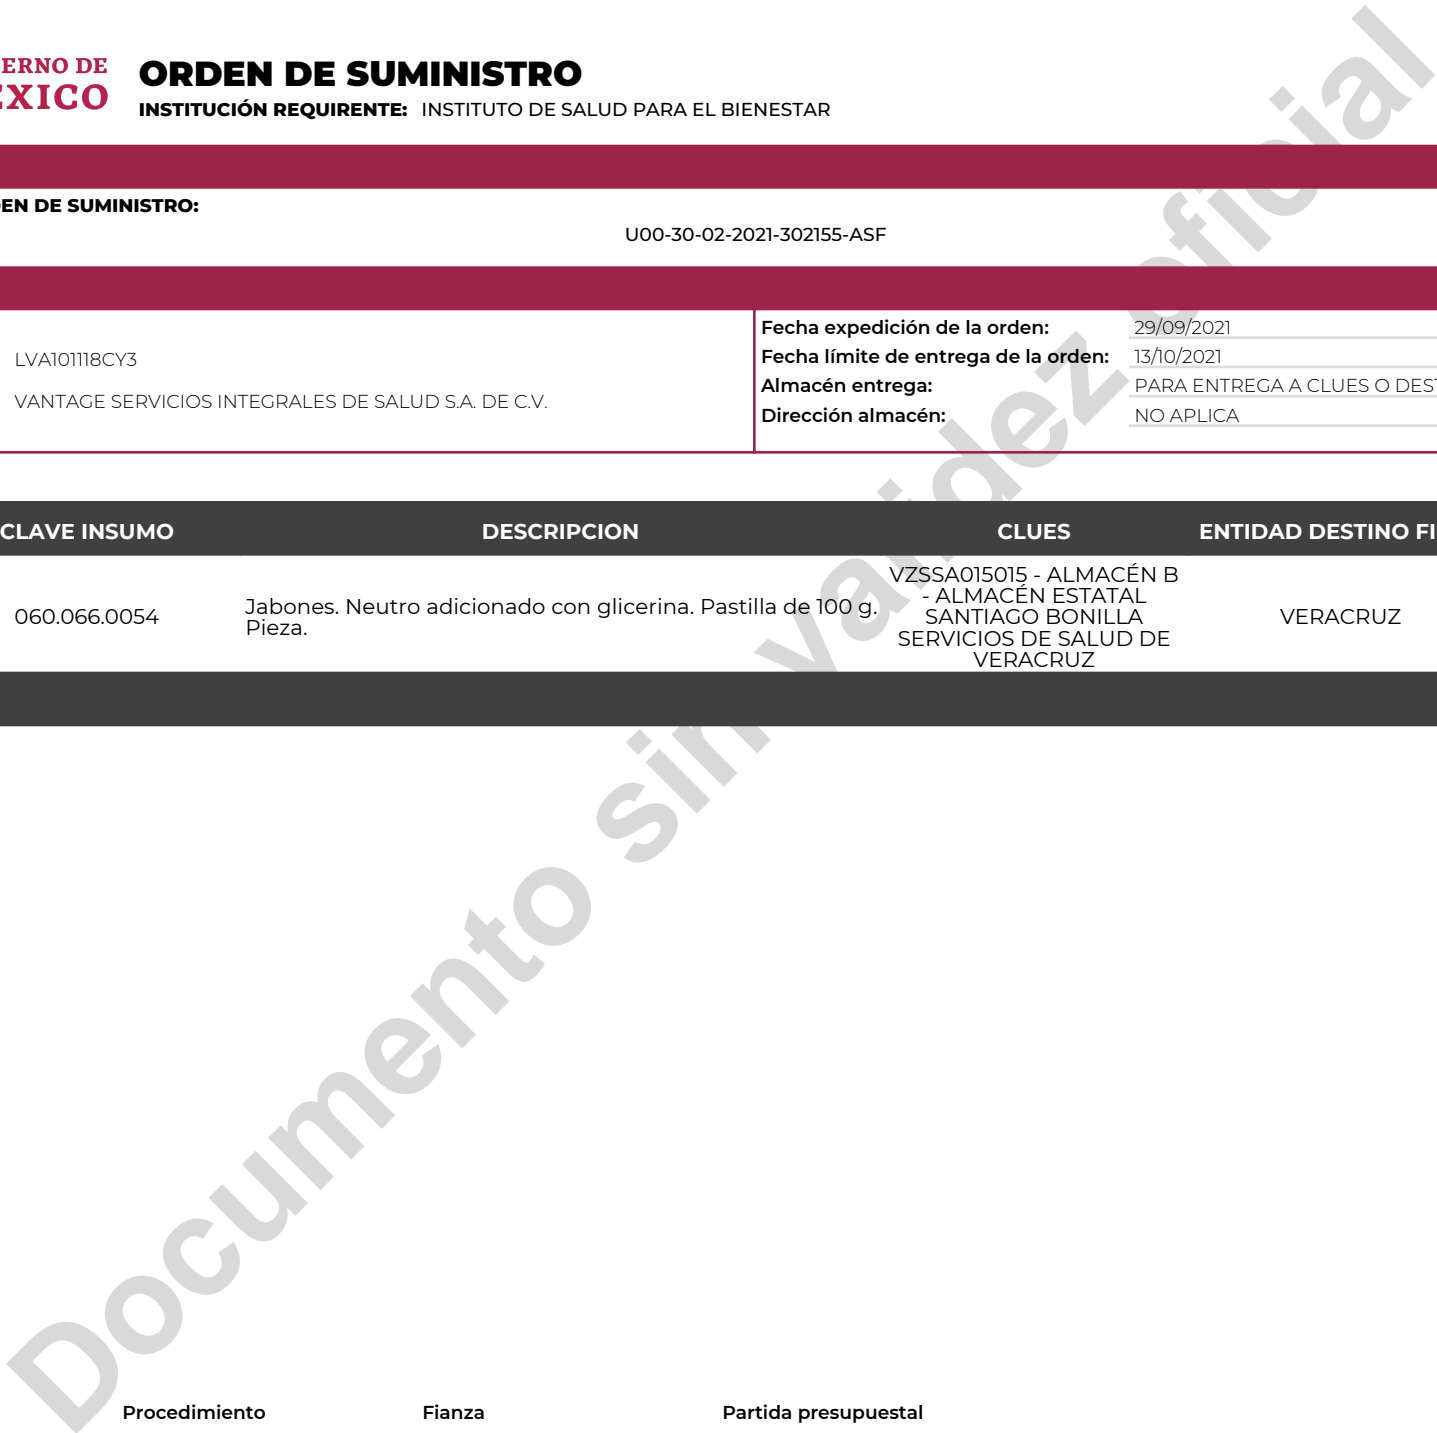 ERNO DE
EXICO
ORDEN DE SUMINISTRO
INSTITUCIÓN REQUIRENTE: INSTITUTO DE SALUD PARA EL BIENESTAR
EN DE SUMINISTRO:
U00-30-02-2021-302155-ASF
LVA101118CY3
VANTAGE SERVICIOS INTEGRALES DE SALUD S.A. DE C.V.
Fecha expedición de la orden: 29/09/2021
Fecha límite de entrega de la orden: 13/10/2021
Almacén entrega: PARA ENTREGA A CLUES O DEST
Dirección almacén: NO APLICA
CLAVE INSUMO DESCRIPCION CLUES ENTIDAD DESTINO FI
060.066.0054
Jabones. Neutro adicionado con glicerina. Pastilla de 100 g.
Pieza.
VZSSA015015 - ALMACÉN B
- ALMACÉN ESTATAL
SANTIAGO BONILLA
SERVICIOS DE SALUD DE
VERACRUZ
VERACRUZ
Documento sin validez oficial
Procedimiento Fianza Partida presupuestal